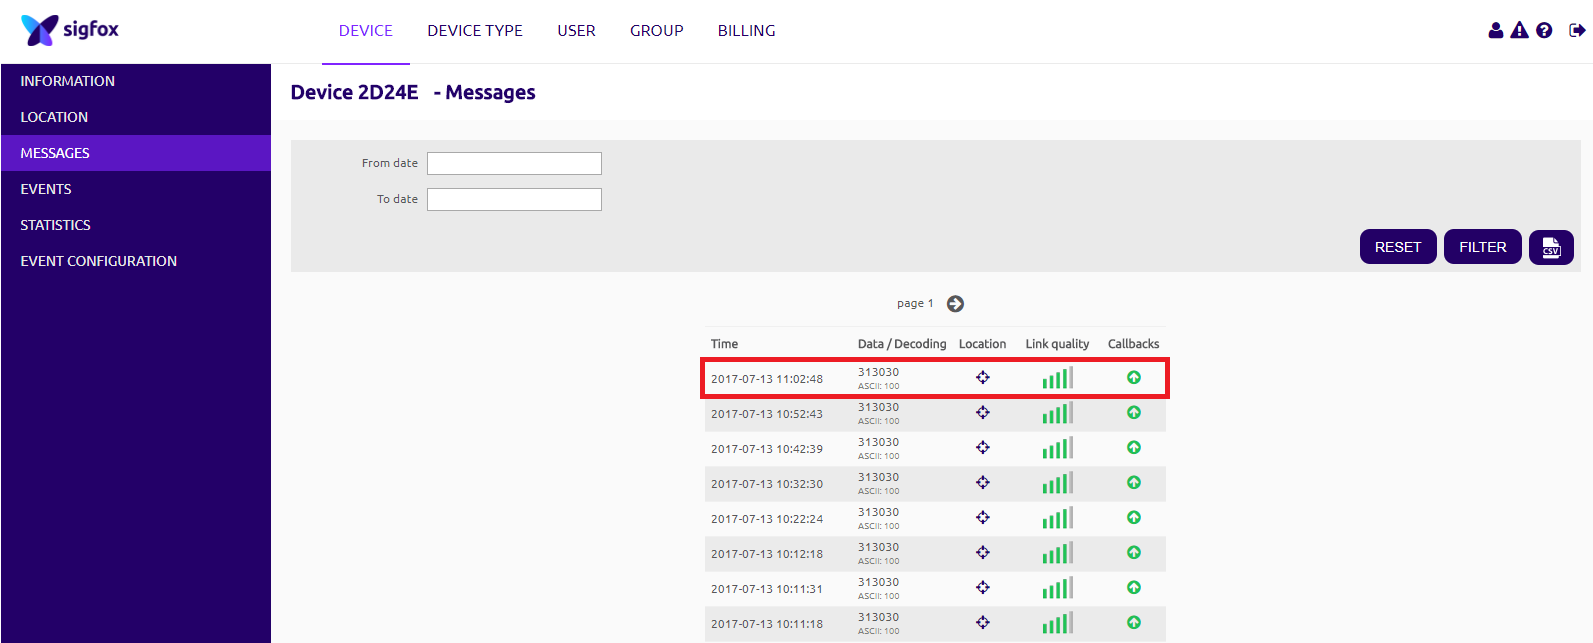 sigfox
DEVICE DEVICE TYPE USER GROUP BILLING
INFORMATION
LOCATION
MESSAGES
EVENTS
STATISTICS
EVENT CONFIGURATION
Device 2D24E - Messages
From date
To date
RESET FILTER CSV
page 1
Time Data / Decoding Location Link quality Callbacks
2017-07-13 11:02:48 313030
ASCII: 100
2017-07-13 10:52:43 313030
ASCII: 100
2017-07-13 10:42:39 313030
ASCII: 100
2017-07-13 10:32:30 313030
ASCII: 100
2017-07-13 10:22:24 313030
ASCII: 100
2017-07-13 10:12:18 313030
ASCII: 100
2017-07-13 10:11:31 313030
ASCII: 100
2017-07-13 10:11:18 313030
ASCII: 100